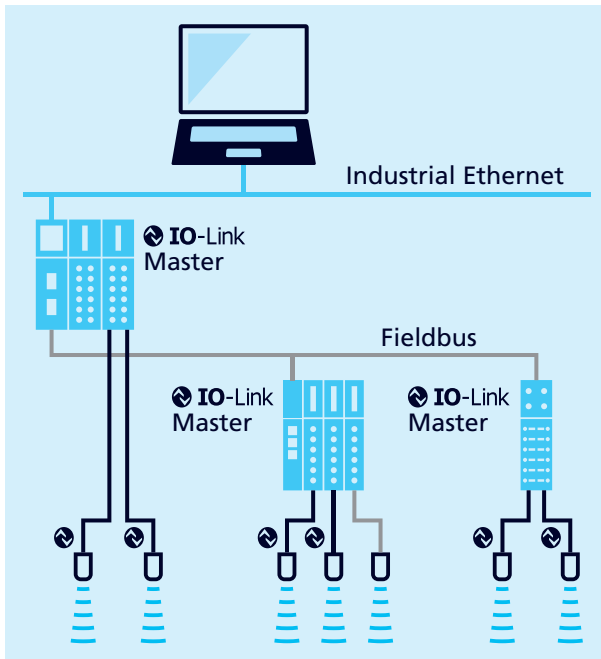 Industrial Ethernet
IO-Link
Master
Fieldbus
IO-Link
Master
IO-Link
Master